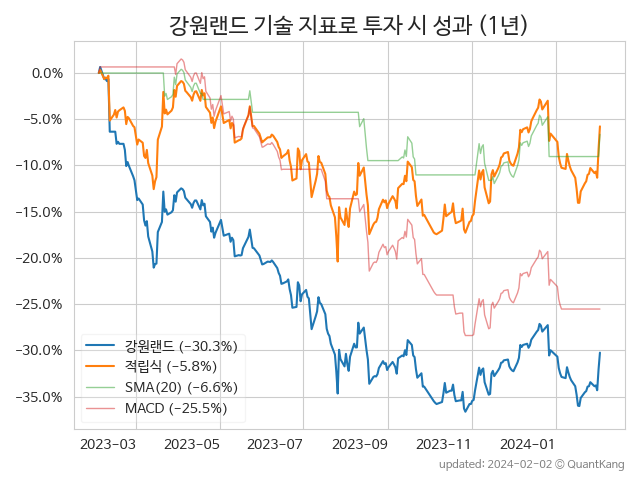 강원랜드 기술 지표로 투자 시 성과 (1년)
0.0%
−5.0%
−10.0%
−15.0%
−20.0%
−25.0%
−30.0%
−35.0%
강원랜드 (−30.3%)
적립식 (−5.8%)
SMA(20) (−6.6%)
MACD (−25.5%)
2023-03 2023-05 2023-07 2023-09 2023-11 2024-01
updated: 2024-02-02 © QuantKang